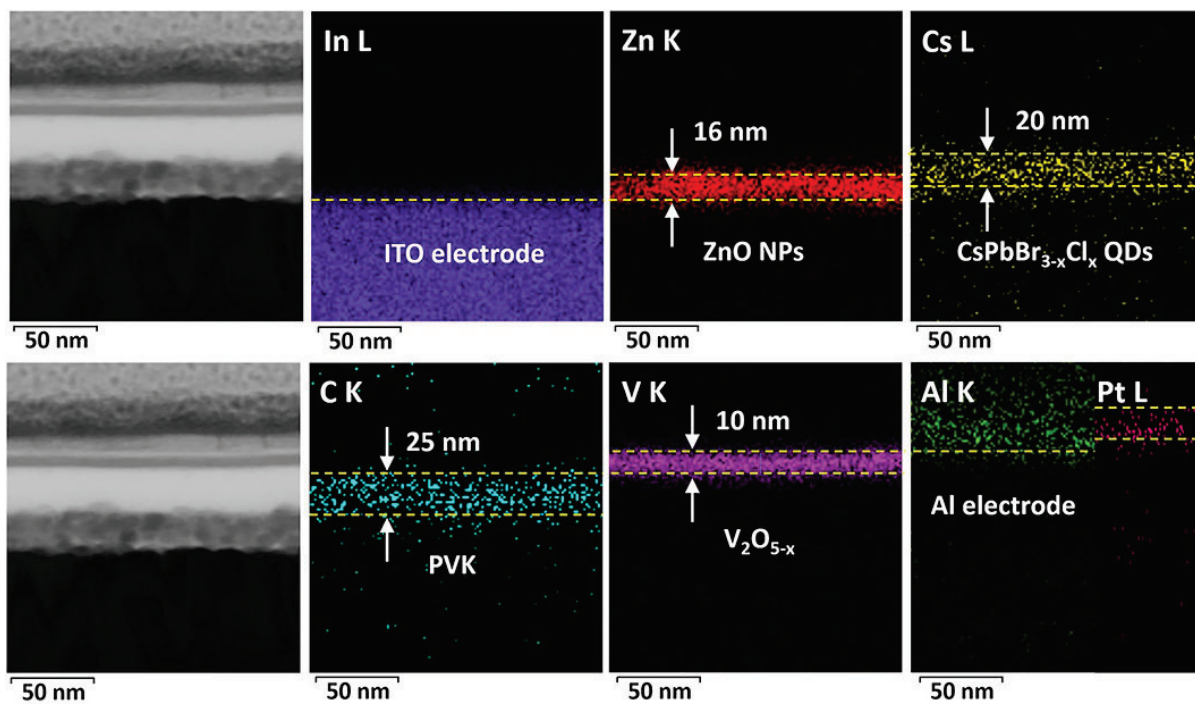 In L
Zn K
Cs L
16 nm
20 nm
ITO electrode
ZnO NPs
CsPbBr₃₋ₓClₓ QDs
50 nm
50 nm
50 nm
50 nm
C K
V K
Al K
Pt L
25 nm
10 nm
PVK
V₂O₅₋ₓ
Al electrode
50 nm
50 nm
50 nm
50 nm